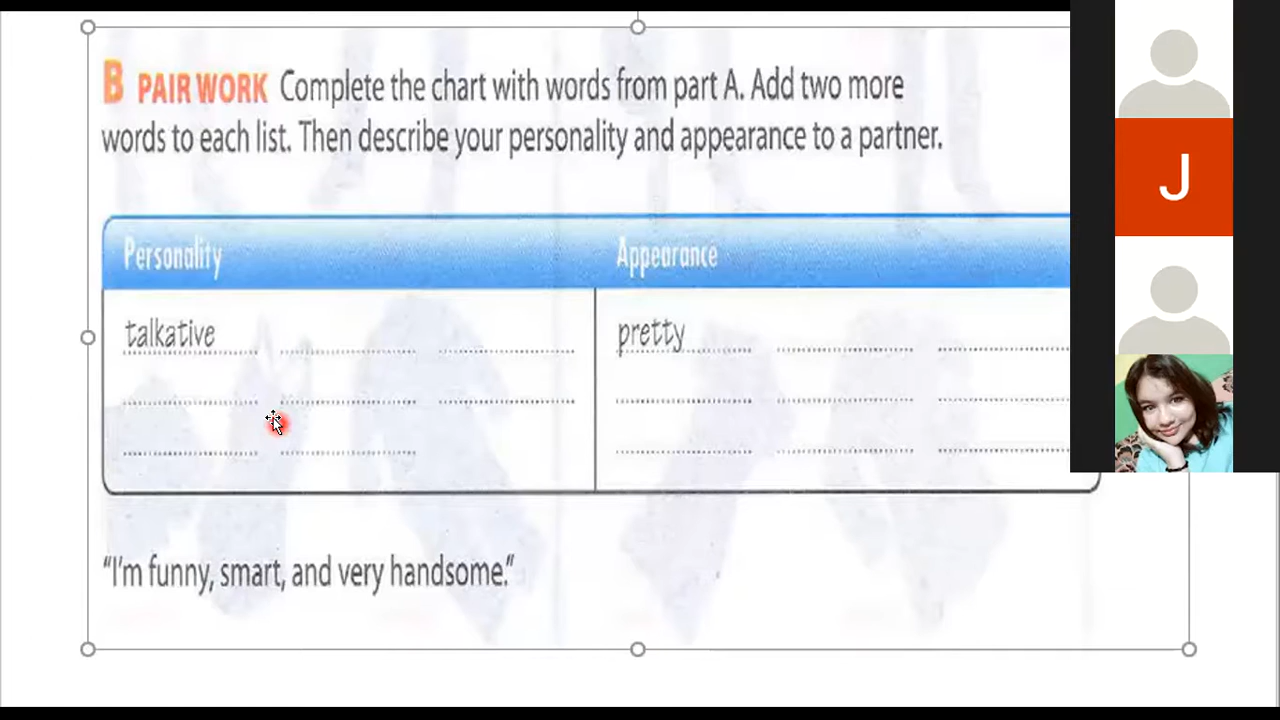 B PAIR WORK Complete the chart with words from part A. Add two more
words to each list. Then describe your personality and appearance to a partner.
Personality Appearance
talkative pretty
"I'm funny, smart, and very handsome."
J